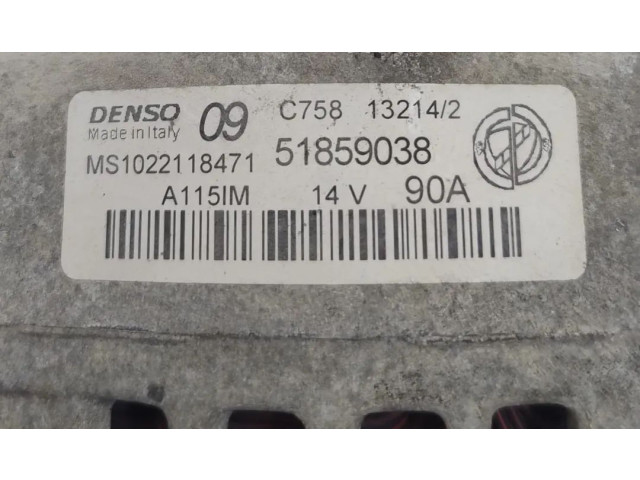 DENSO 09 C758 13214/2
Made in Italy
MS1022118471 51859038
A115IM 14 V 90A